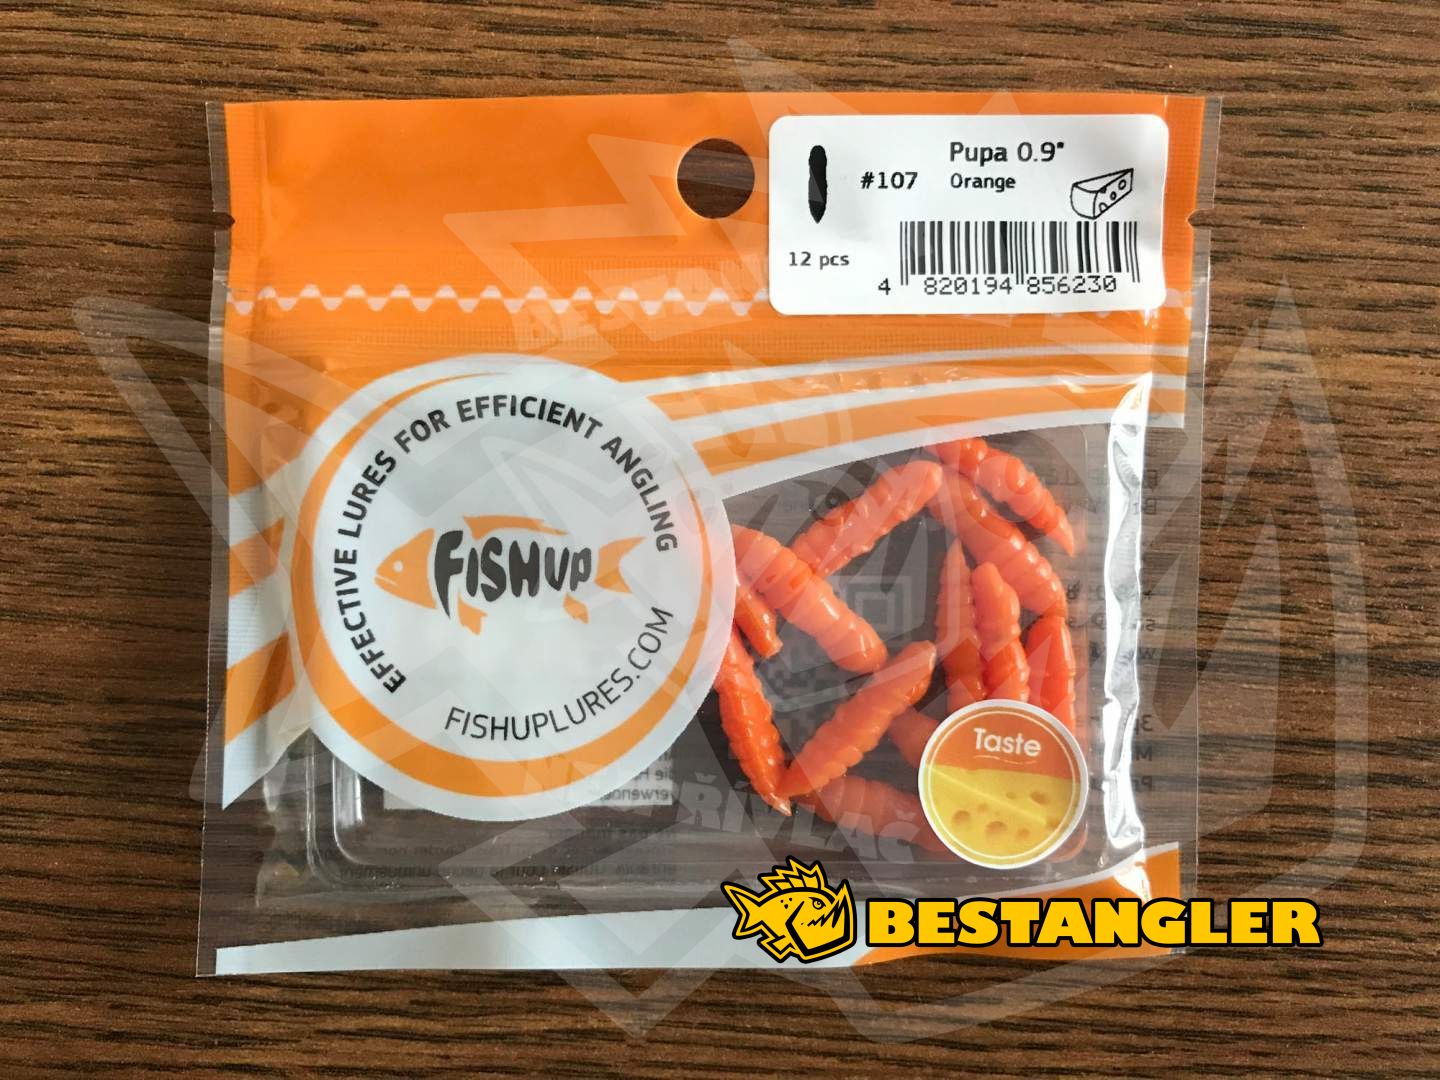 Pupa 0.9"
#107 Orange
12 pcs
4 820194 856230
EFFECTIVE LURES FOR EFFICIENT ANGLING
FISHUP
FISHUPLURES.COM
Taste
BESTANGLER